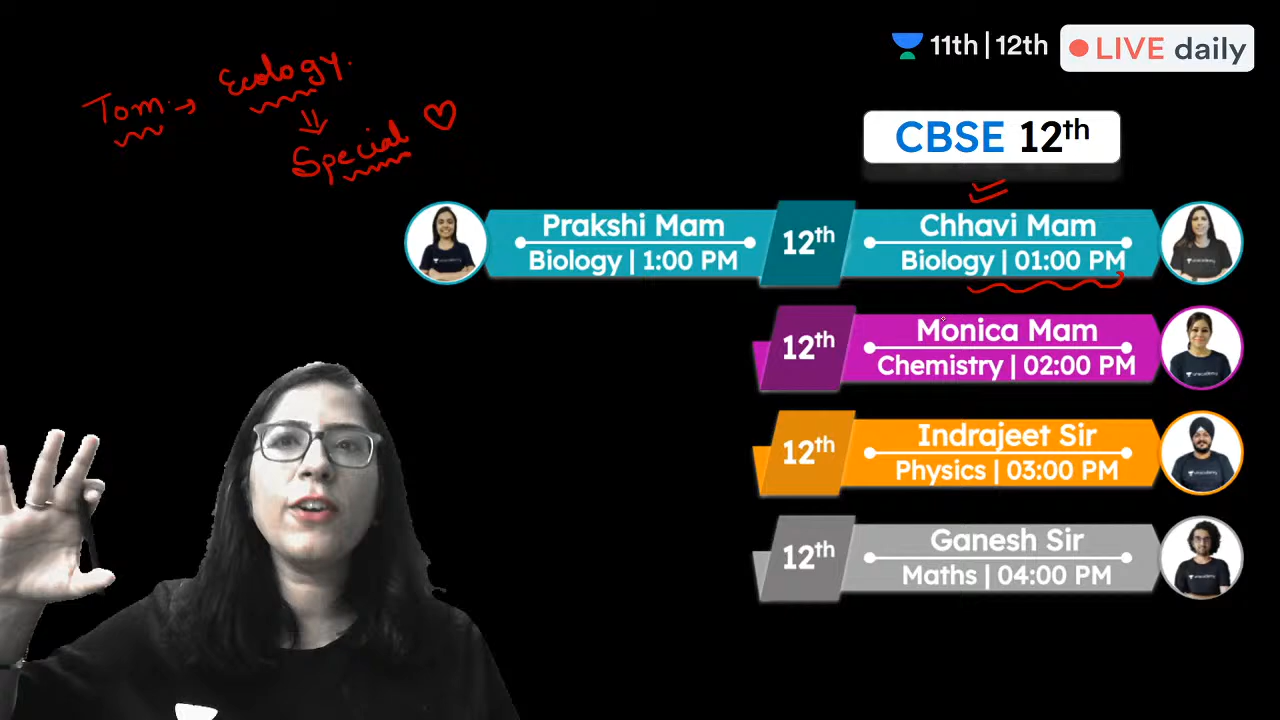 11th | 12th
LIVE daily
Tom. → Ecology.
Special ♡
CBSE 12th
Prakshi Mam
Biology | 1:00 PM
12th
Chhavi Mam
Biology | 01:00 PM
12th
Monica Mam
Chemistry | 02:00 PM
12th
Indrajeet Sir
Physics | 03:00 PM
12th
Ganesh Sir
Maths | 04:00 PM